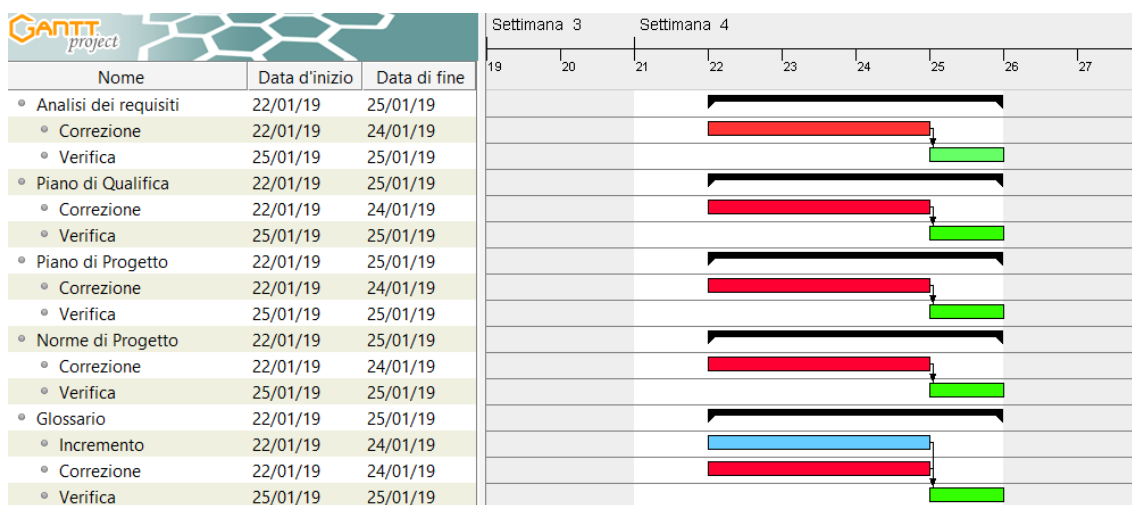 GANTT
project
Settimana 3 Settimana 4
19 20 21 22 23 24 25 26 27
Nome Data d'inizio Data di fine
Analisi dei requisiti 22/01/19 25/01/19
Correzione 22/01/19 24/01/19
Verifica 25/01/19 25/01/19
Piano di Qualifica 22/01/19 25/01/19
Correzione 22/01/19 24/01/19
Verifica 25/01/19 25/01/19
Piano di Progetto 22/01/19 25/01/19
Correzione 22/01/19 24/01/19
Verifica 25/01/19 25/01/19
Norme di Progetto 22/01/19 25/01/19
Correzione 22/01/19 24/01/19
Verifica 25/01/19 25/01/19
Glossario 22/01/19 25/01/19
Incremento 22/01/19 24/01/19
Correzione 22/01/19 24/01/19
Verifica 25/01/19 25/01/19